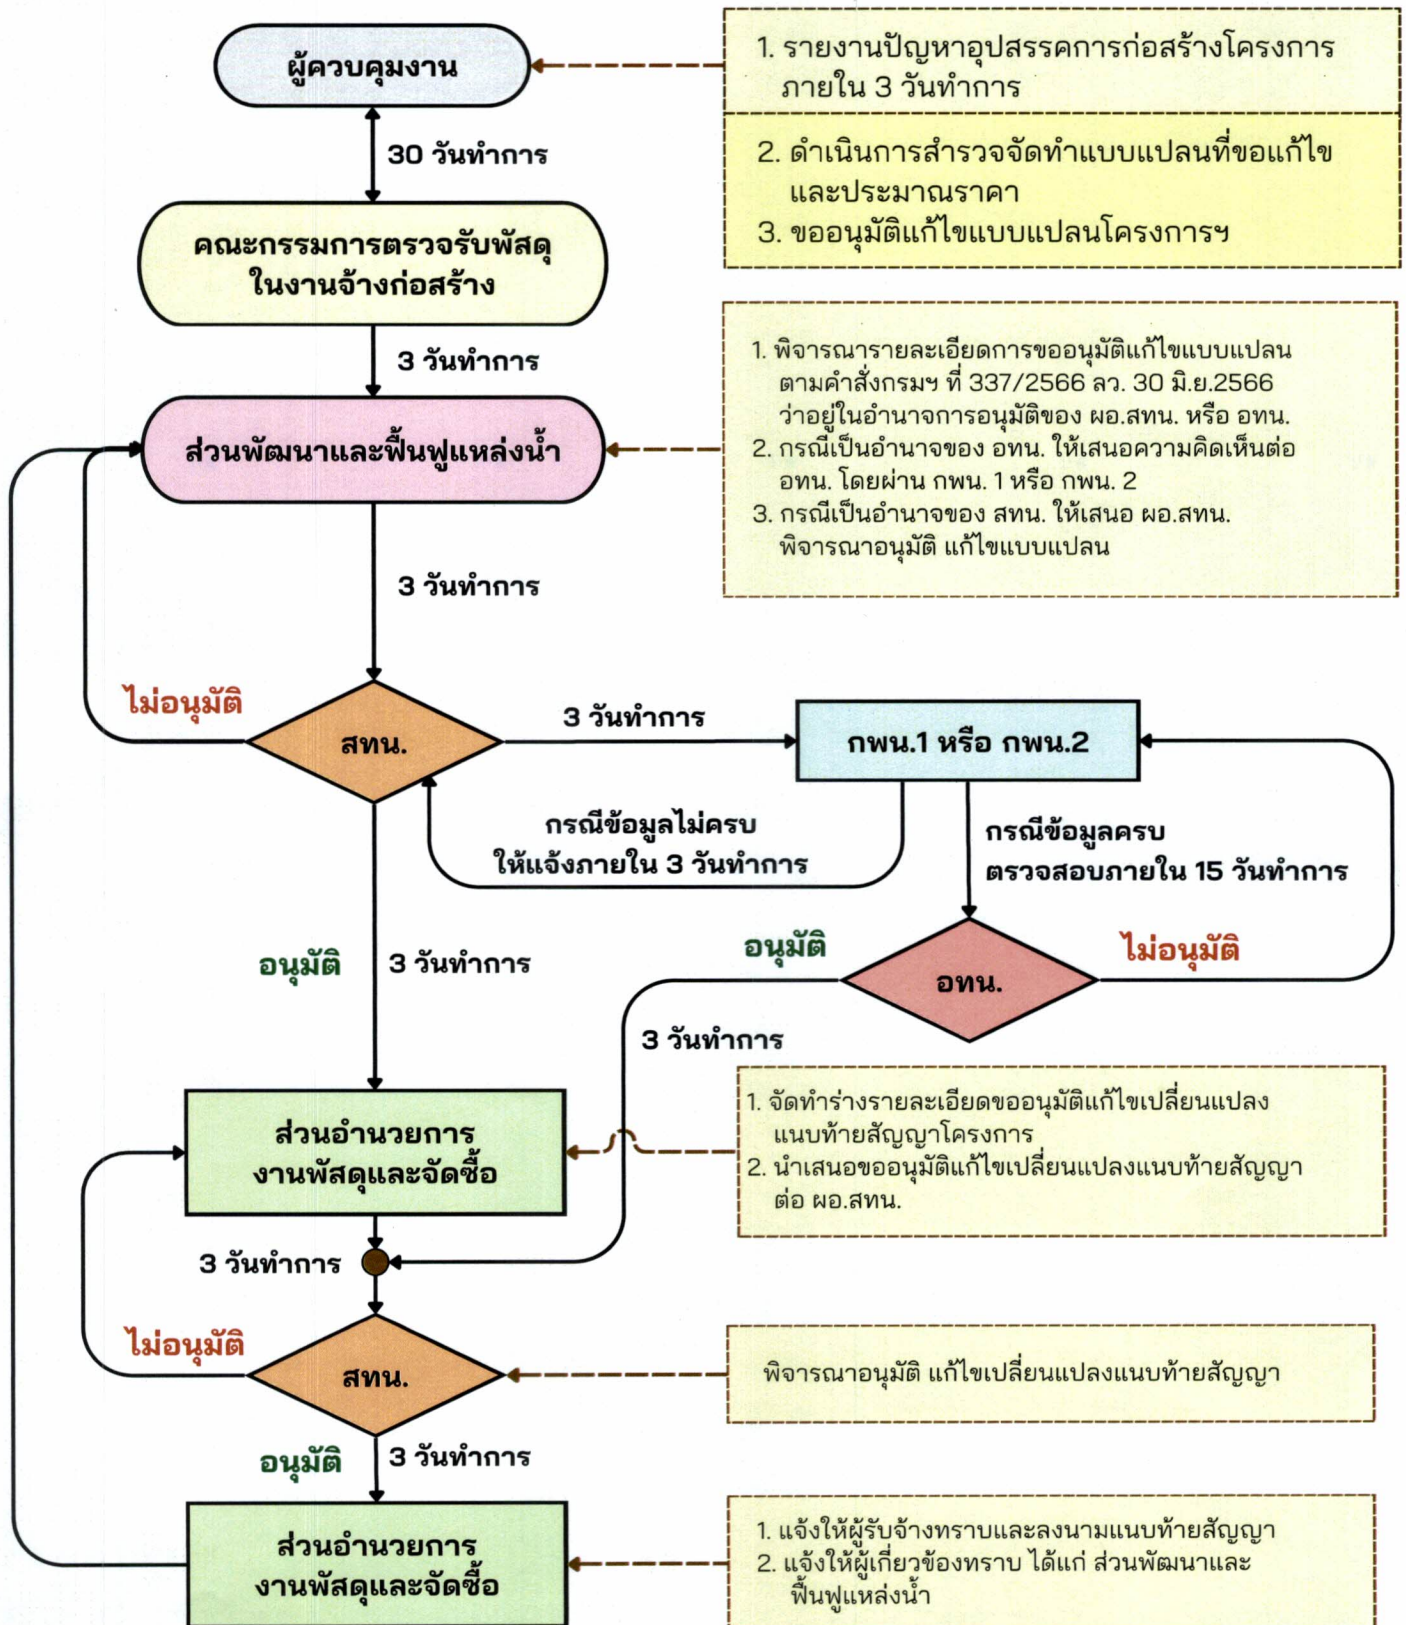 ผู้ควบคุมงาน
1. รายงานปัญหาอุปสรรคการก่อสร้างโครงการ
ภายใน 3 วันทำการ
30 วันทำการ
2. ดำเนินการสำรวจจัดทำแบบแปลนที่ขอแก้ไข
และประมาณราคา
3. ขออนุมัติแก้ไขแบบแปลนโครงการฯ
คณะกรรมการตรวจรับพัสดุ
ในงานจ้างก่อสร้าง
3 วันทำการ
1. พิจารณารายละเอียดการขออนุมัติแก้ไขแบบแปลน
ตามคำสั่งกรมฯ ที่ 337/2566 ลว. 30 มิ.ย.2566
ว่าอยู่ในอำนาจการอนุมัติของ ผอ.สทน. หรือ อทน.
2. กรณีเป็นอำนาจของ อทน. ให้เสนอความคิดเห็นต่อ
อทน. โดยผ่าน กพน. 1 หรือ กพน. 2
3. กรณีเป็นอำนาจของ สทน. ให้เสนอ ผอ.สทน.
พิจารณาอนุมัติ แก้ไขแบบแปลน
ส่วนพัฒนาและฟื้นฟูแหล่งน้ำ
3 วันทำการ
ไม่อนุมัติ
สทน.
3 วันทำการ
กพน.1 หรือ กพน.2
กรณีข้อมูลไม่ครบ
ให้แจ้งภายใน 3 วันทำการ
กรณีข้อมูลครบ
ตรวจสอบภายใน 15 วันทำการ
อนุมัติ
3 วันทำการ
อนุมัติ
อทน.
ไม่อนุมัติ
3 วันทำการ
ส่วนอำนวยการ
งานพัสดุและจัดซื้อ
1. จัดทำร่างรายละเอียดขออนุมัติแก้ไขเปลี่ยนแปลง
แนบท้ายสัญญาโครงการ
2. นำเสนอขออนุมัติแก้ไขเปลี่ยนแปลงแนบท้ายสัญญา
ต่อ ผอ.สทน.
3 วันทำการ
ไม่อนุมัติ
สทน.
พิจารณาอนุมัติ แก้ไขเปลี่ยนแปลงแนบท้ายสัญญา
อนุมัติ
3 วันทำการ
ส่วนอำนวยการ
งานพัสดุและจัดซื้อ
1. แจ้งให้ผู้รับจ้างทราบและลงนามแนบท้ายสัญญา
2. แจ้งให้ผู้เกี่ยวข้องทราบ ได้แก่ ส่วนพัฒนาและ
ฟื้นฟูแหล่งน้ำ